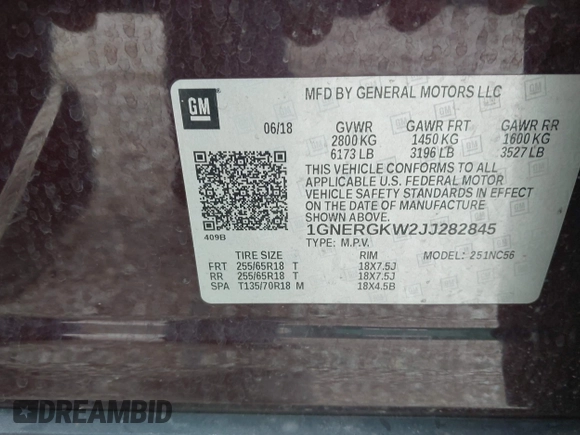 GM
MFD BY GENERAL MOTORS LLC
06/18 GVWR GAWR FRT GAWR RR
2800 KG 1450 KG 1600 KG
6173 LB 3196 LB 3527 LB
THIS VEHICLE CONFORMS TO ALL
APPLICABLE U.S. FEDERAL MOTOR
VEHICLE SAFETY STANDARDS IN EFFECT
ON THE DATE OF MANUFACTURE
SHOWN ABOVE.
409B 1GNERGKW2JJ282845
TYPE: M.P.V. MODEL: 251NC56
TIRE SIZE RIM
FRT 255/65R18 T 18X7.5J
RR 255/65R18 T 18X7.5J
SPA T135/70R18 M 18X4.5B
DREAMBID